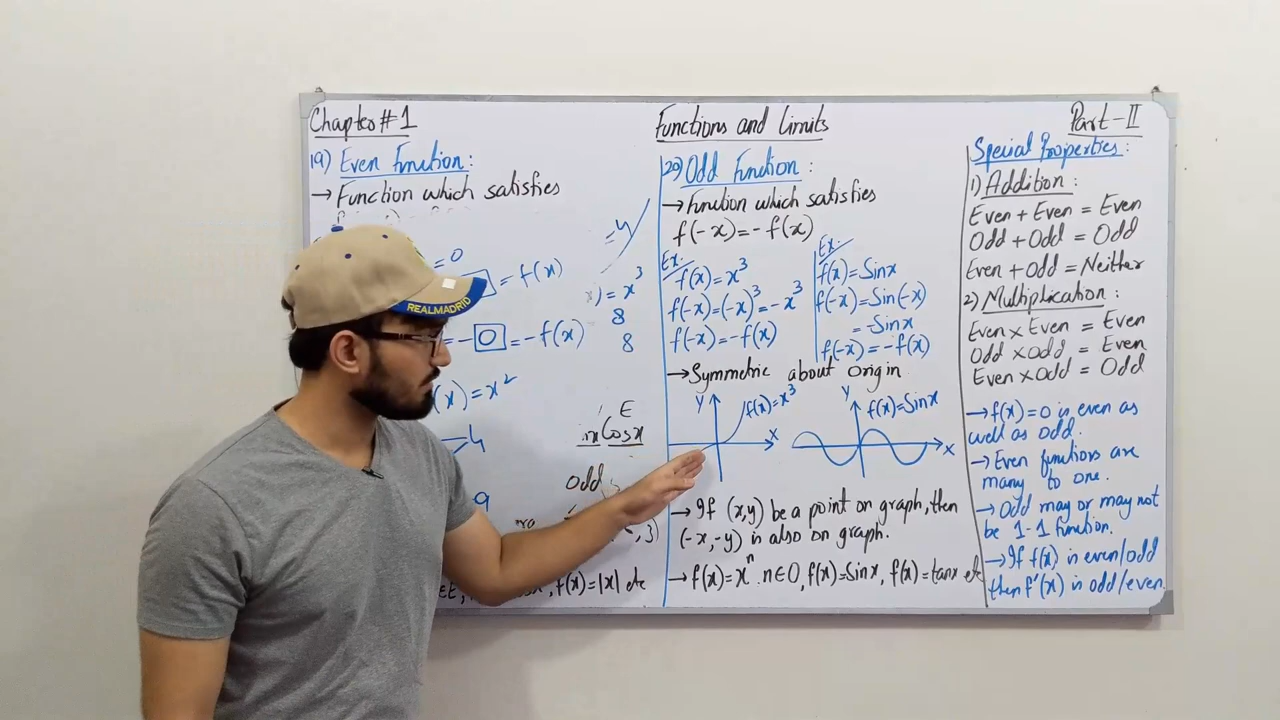 Chapter # 1
Functions and Limits
Part-II
19) Even Function:
→ Function which satisfies
= 0
= f(x)
= - 0 = -f(x)
(x) = x²
4
9
= y
) = x³
8
8
E
Cosx
odd
, 3)
f(x)=|x| etc
REALMADRID
20) Odd Function:
→ Function which satisfies
f(-x) = -f(x)
Ex:
f(x) = x³
f(-x) = (-x)³ = -x³
f(-x) = -f(x)
Ex:
f(x) = Sinx
f(-x) = Sin(-x)
= -Sinx
f(-x) = -f(x)
→ Symmetric about origin
Y
f(x)=x³
X
Y
f(x)=Sinx
X
→ If (x,y) be a point on graph, then
(-x,-y) is also on graph.
→ f(x)=xⁿ, n∈O, f(x)=Sinx, f(x)=tanx etc
Special Properties:
1) Addition:
Even + Even = Even
Odd + Odd = Odd
Even + Odd = Neither
2) Multiplication:
Even x Even = Even
Odd x Odd = Even
Even x Odd = Odd
→ f(x)=0 is even as
well as odd.
→ Even functions are
many to one.
→ Odd may or may not
be 1-1 function.
→ If f(x) is even/odd
then f'(x) is odd/even.